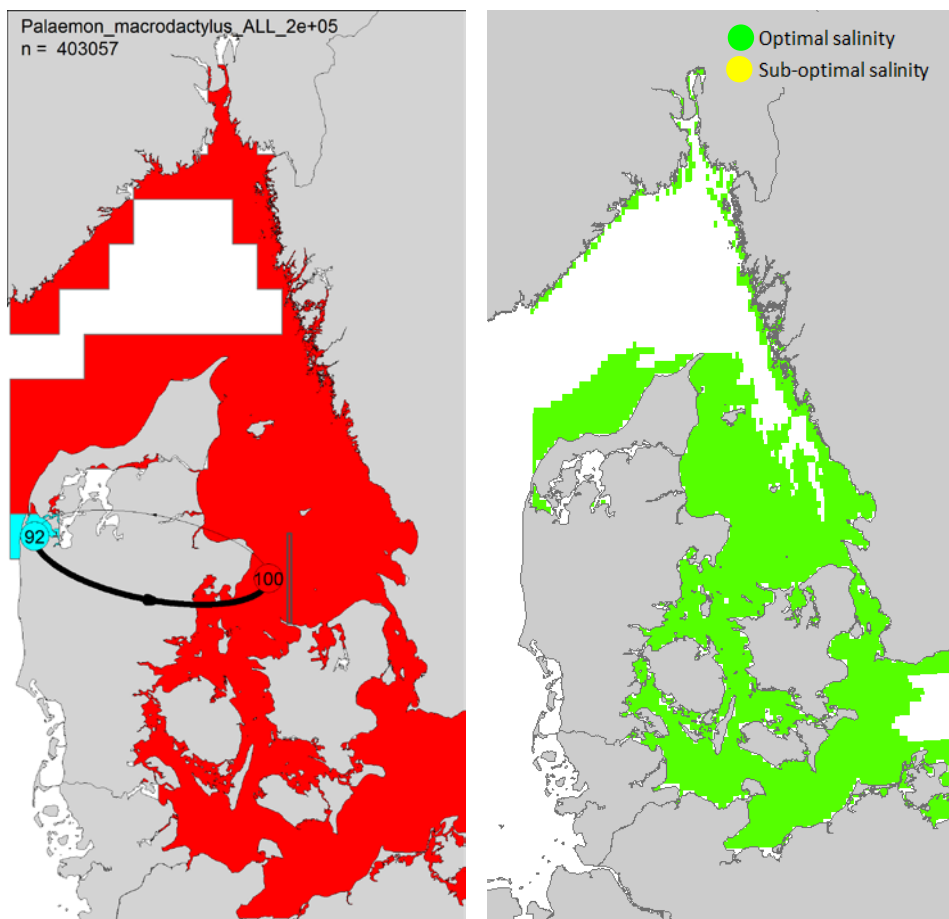 Palaemon_macrodactylus_ALL_2e+05
n = 403057
92
100
Optimal salinity
Sub-optimal salinity